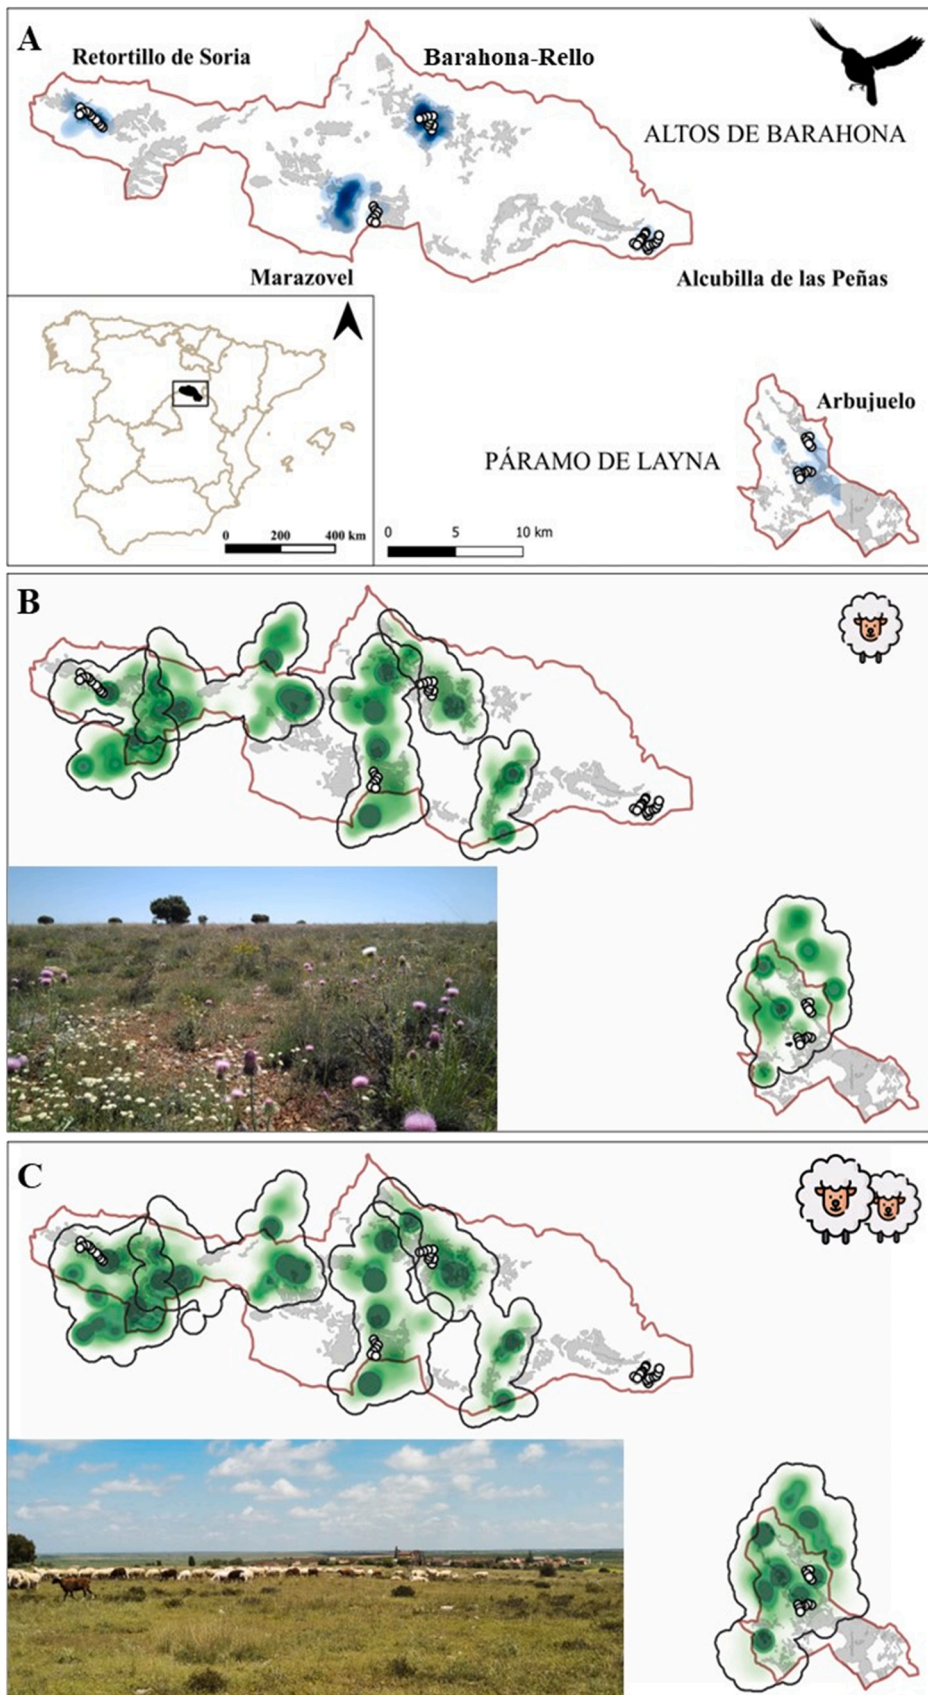 A
Retortillo de Soria
Barahona-Rello
ALTOS DE BARAHONA
Marazovel
Alcubilla de las Peñas
Arbujuelo
PÁRAMO DE LAYNA
0 200 400 km
0 5 10 km
B
C